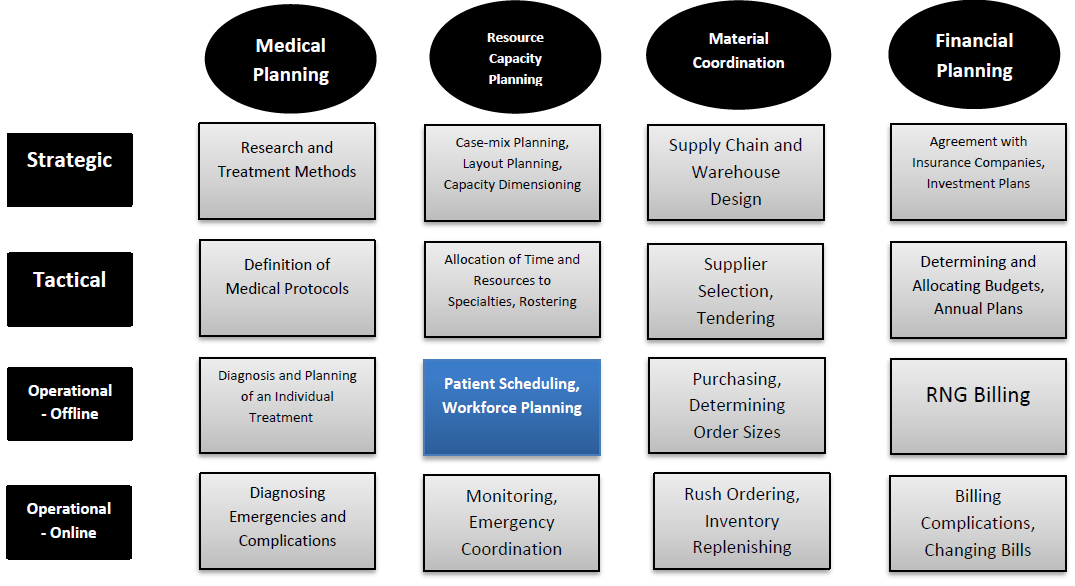 Medical
Planning
Resource
Capacity
Planning
Material
Coordination
Financial
Planning
Strategic
Research and
Treatment Methods
Case-mix Planning,
Layout Planning,
Capacity Dimensioning
Supply Chain and
Warehouse
Design
Agreement with
Insurance Companies,
Investment Plans
Tactical
Definition of
Medical Protocols
Allocation of Time and
Resources to
Specialties, Rostering
Supplier
Selection,
Tendering
Determining and
Allocating Budgets,
Annual Plans
Operational
- Offline
Diagnosis and Planning
of an Individual
Treatment
Patient Scheduling,
Workforce Planning
Purchasing,
Determining
Order Sizes
RNG Billing
Operational
- Online
Diagnosing
Emergencies and
Complications
Monitoring,
Emergency
Coordination
Rush Ordering,
Inventory
Replenishing
Billing
Complications,
Changing Bills